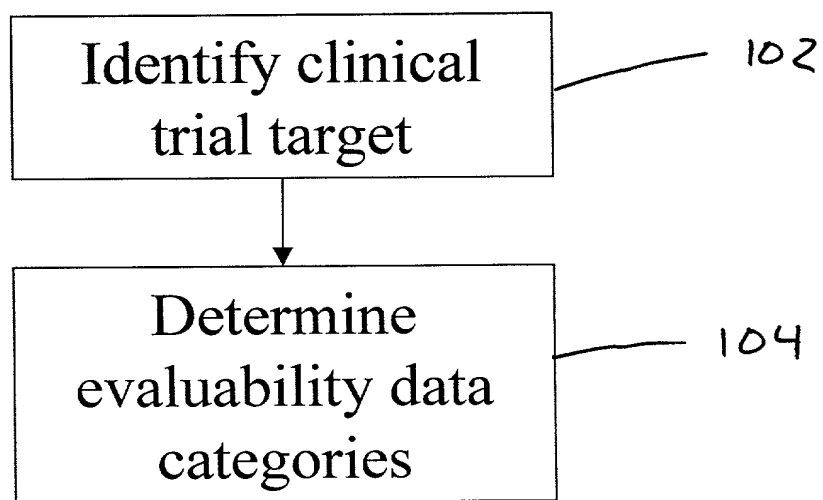 Identify clinical
trial target
102
Determine
evaluability data
categories
104